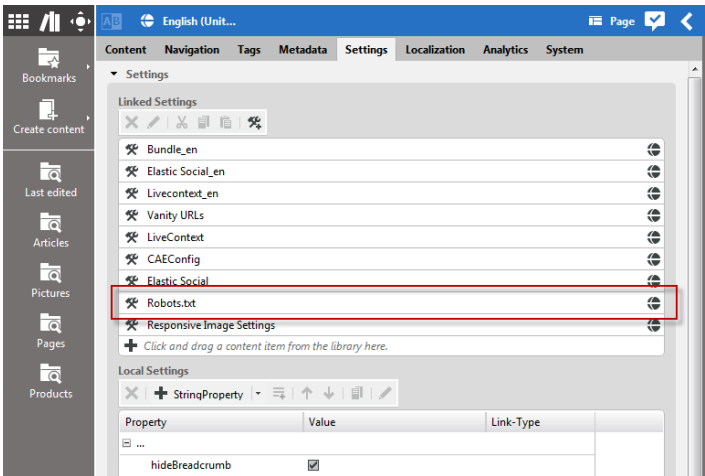 AB English (Unit... Page
Content Navigation Tags Metadata Settings Localization Analytics System
Bookmarks
Create content
Last edited
Articles
Pictures
Pages
Products
Settings
Linked Settings
Bundle_en
Elastic Social_en
Livecontext_en
Vanity URLs
LiveContext
CAEConfig
Elastic Social
Robots.txt
Responsive Image Settings
Click and drag a content item from the library here.
Local Settings
StringProperty
Property Value Link-Type
...
hideBreadcrumb